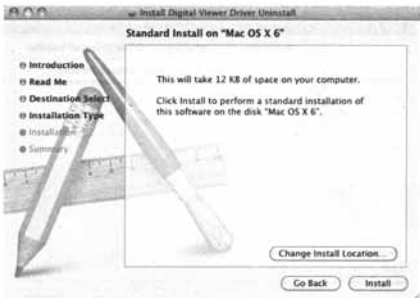 Install Digital Viewer Driver Uninstall
Standard Install on "Mac OS X 6"
Introduction
Read Me
Destination Select
Installation Type
Installation
Summary
This will take 12 KB of space on your computer.
Click Install to perform a standard installation of
this software on the disk "Mac OS X 6".
Change Install Location...
Go Back
Install